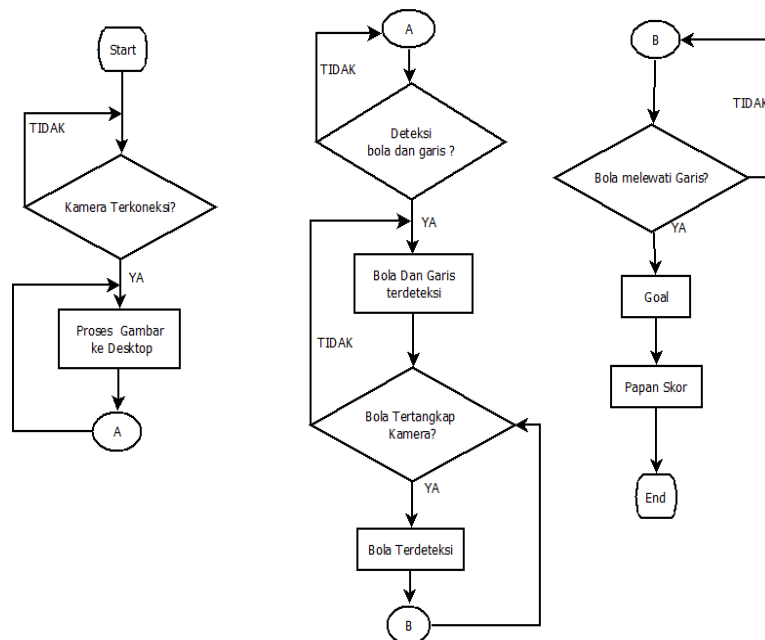 Start
TIDAK
Kamera Terkoneksi?
YA
Proses Gambar
ke Desktop
A
A
TIDAK
Deteksi
bola dan garis ?
YA
Bola Dan Garis
terdeteksi
TIDAK
Bola Tertangkap
Kamera?
YA
Bola Terdeteksi
B
B
TIDAK
Bola melewati Garis?
YA
Goal
Papan Skor
End